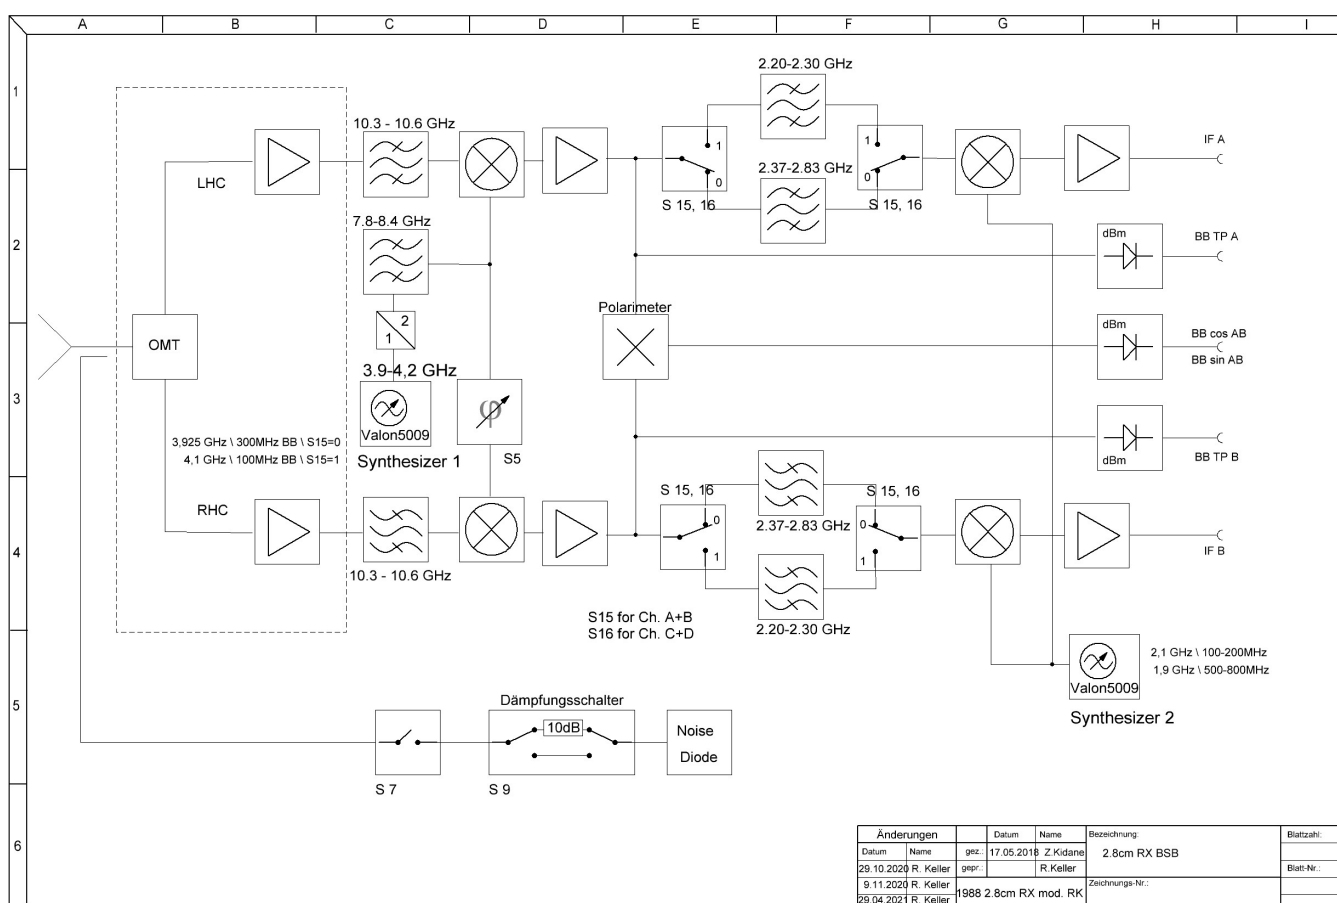 A B C D E F G H I
1
2
3
4
5
6
2.20-2.30 GHz
10.3 - 10.6 GHz
1
1
IF A
2.37-2.83 GHz
0
0
LHC
S 15, 16
S 15, 16
7.8-8.4 GHz
dBm
BB TP A
Polarimeter
2
1
dBm
BB cos AB
BB sin AB
OMT
3.9-4,2 GHz
φ
Valon5009
3,925 GHz \ 300MHz BB \ S15=0
4,1 GHz \ 100MHz BB \ S15=1
Synthesizer 1
S5
dBm
BB TP B
S 15, 16
S 15, 16
RHC
0
0
2.37-2.83 GHz
1
1
IF B
10.3 - 10.6 GHz
S15 for Ch. A+B
S16 for Ch. C+D
2.20-2.30 GHz
2,1 GHz \ 100-200MHz
1,9 GHz \ 500-800MHz
Valon5009
Synthesizer 2
Dämpfungsschalter
10dB
Noise
Diode
S 7
S 9
Änderungen Datum Name Bezeichnung: Blattzahl:
Datum Name gez.: 17.05.2018 Z.Kidane 2.8cm RX BSB
29.10.2020 R. Keller gepr.: R.Keller Blatt-Nr.:
9.11.2020 R. Keller 1988 2.8cm RX mod. RK Zeichnungs-Nr.:
29.04.2021 R. Keller